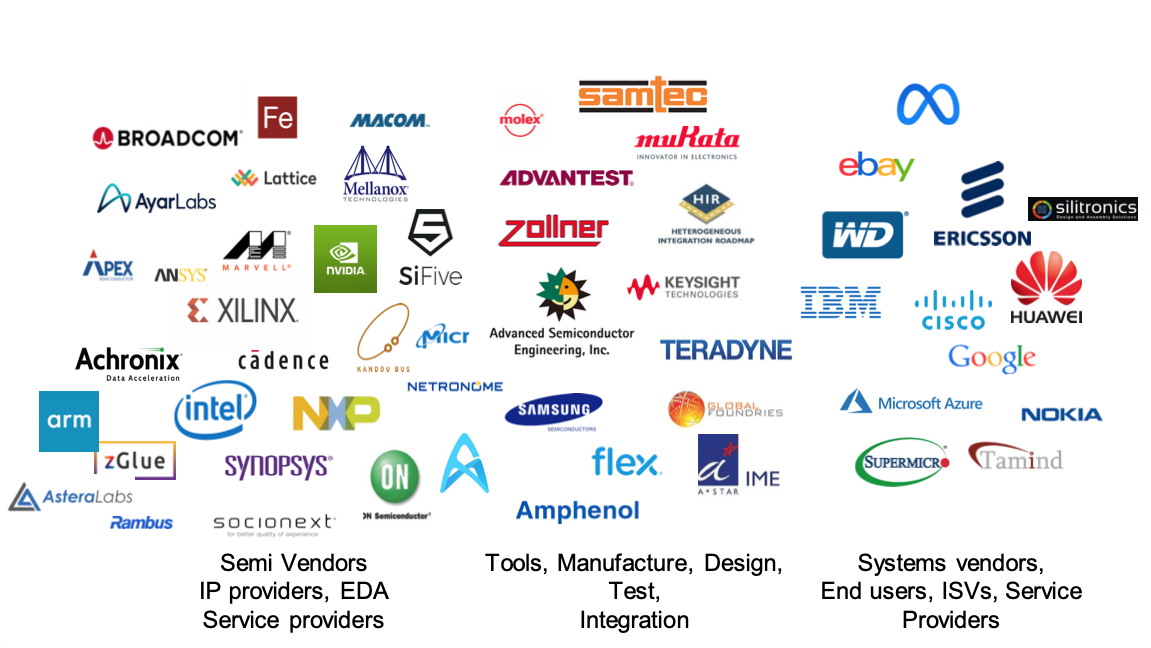 BROADCOM®
Fe
MACOM
AyarLabs
Lattice
Mellanox®
TECHNOLOGIES
APEX
SEMICONDUCTOR
ANSYS
MARVELL®
NVIDIA
SiFive
XILINX
Achronix
Data Acceleration
cādence
KANDOU BUS
Micr
NETRONOME
arm
intel
NXP
zGlue
SYNOPSYS®
ON
ON Semiconductor®
AsteraLabs
Rambus
socionext
for better quality of experience
Semi Vendors
IP providers, EDA
Service providers
samtec
molex
muRata
INNOVATOR IN ELECTRONICS
ADVANTEST
HIR
HETEROGENEOUS
INTEGRATION ROADMAP
zollner
KEYSIGHT
TECHNOLOGIES
Advanced Semiconductor
Engineering, Inc.
TERADYNE
SAMSUNG
SEMICONDUCTORS
GLOBAL
FOUNDRIES
flex
a
A★STAR
IME
Amphenol
Tools, Manufacture, Design,
Test,
Integration
ebay
silitronics
Design and Assembly Solutions
WD®
ERICSSON
IBM
CISCO
HUAWEI
Google
Microsoft Azure
NOKIA
SUPERMICRO
Tamind
Systems vendors,
End users, ISVs, Service
Providers